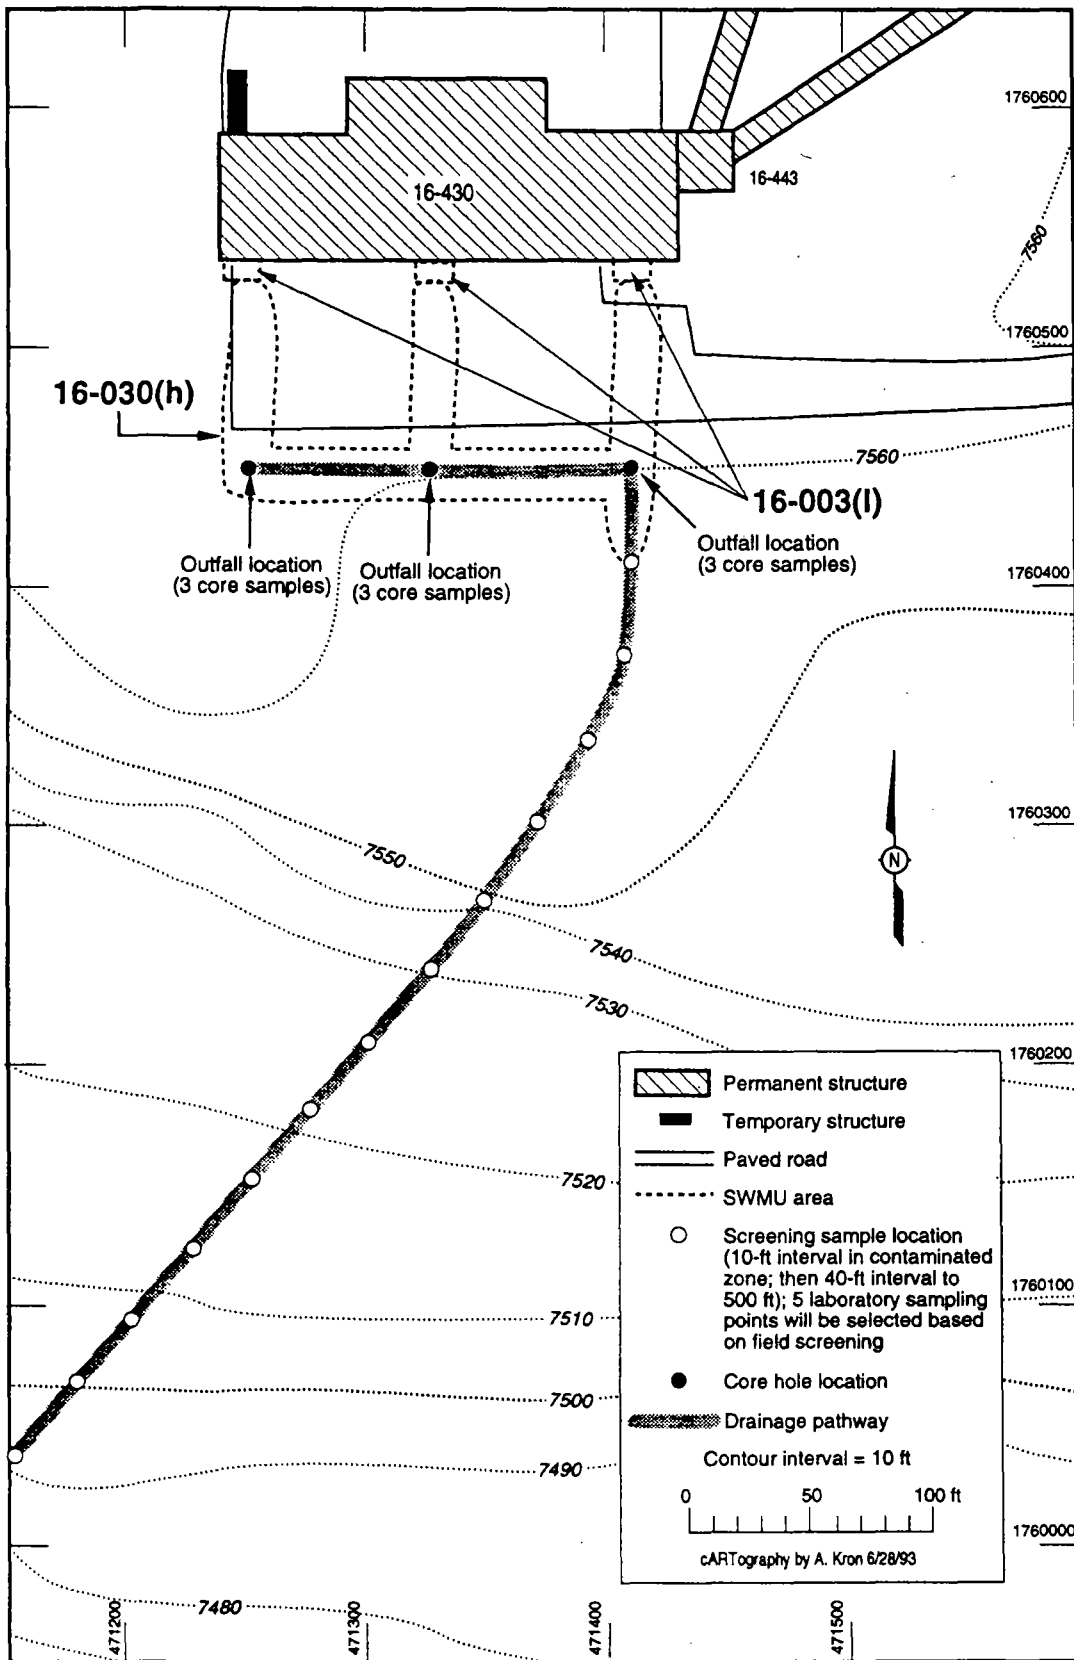 1760600
16-430
16-443
7560
1760500
16-030(h)
7560
16-003(l)
Outfall location
(3 core samples)
Outfall location
(3 core samples)
Outfall location
(3 core samples)
1760400
1760300
7550
N
7540
7530
1760200
Permanent structure
Temporary structure
Paved road
7520
SWMU area
Screening sample location
(10-ft interval in contaminated
zone; then 40-ft interval to
500 ft); 5 laboratory sampling
points will be selected based
on field screening
1760100
7510
Core hole location
7500
Drainage pathway
Contour interval = 10 ft
7490
0 50 100 ft
1760000
cARTography by A. Kron 6/28/93
7480
471200
471300
471400
471500